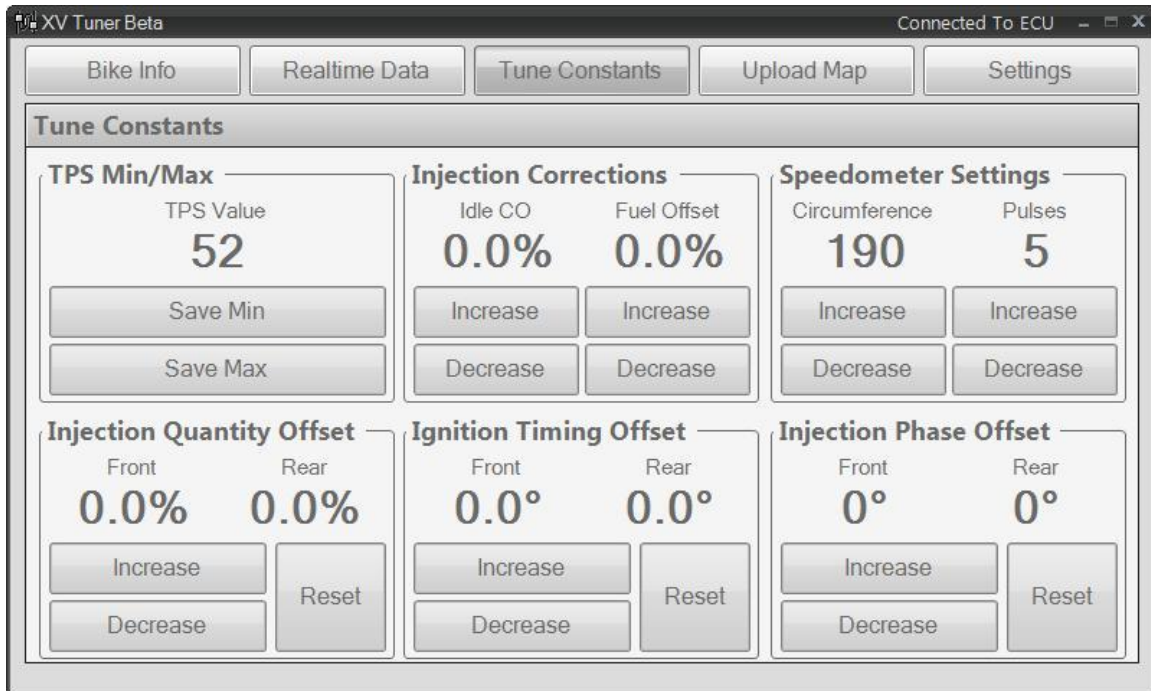 XV Tuner Beta Connected To ECU
Bike Info Realtime Data Tune Constants Upload Map Settings
Tune Constants
TPS Min/Max Injection Corrections Speedometer Settings
TPS Value Idle CO Fuel Offset Circumference Pulses
52 0.0% 0.0% 190 5
Save Min Increase Increase Increase Increase
Save Max Decrease Decrease Decrease Decrease
Injection Quantity Offset Ignition Timing Offset Injection Phase Offset
Front Rear Front Rear Front Rear
0.0% 0.0% 0.0° 0.0° 0° 0°
Increase Increase Increase
Reset Reset Reset
Decrease Decrease Decrease